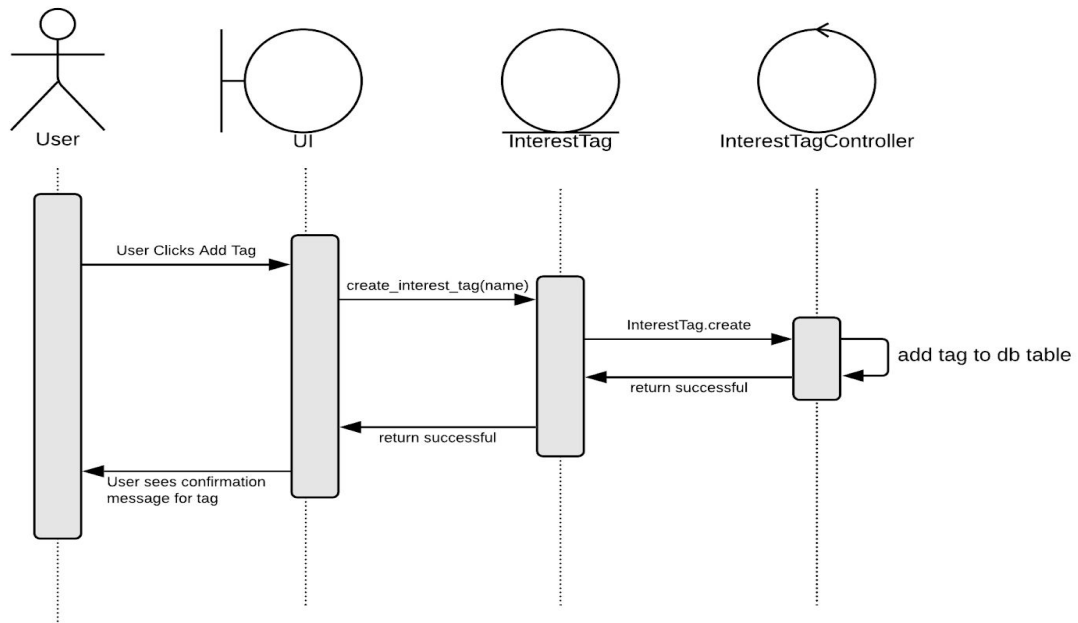 User
UI
InterestTag
InterestTagController
User Clicks Add Tag
create_interest_tag(name)
InterestTag.create
add tag to db table
return successful
return successful
User sees confirmation
message for tag